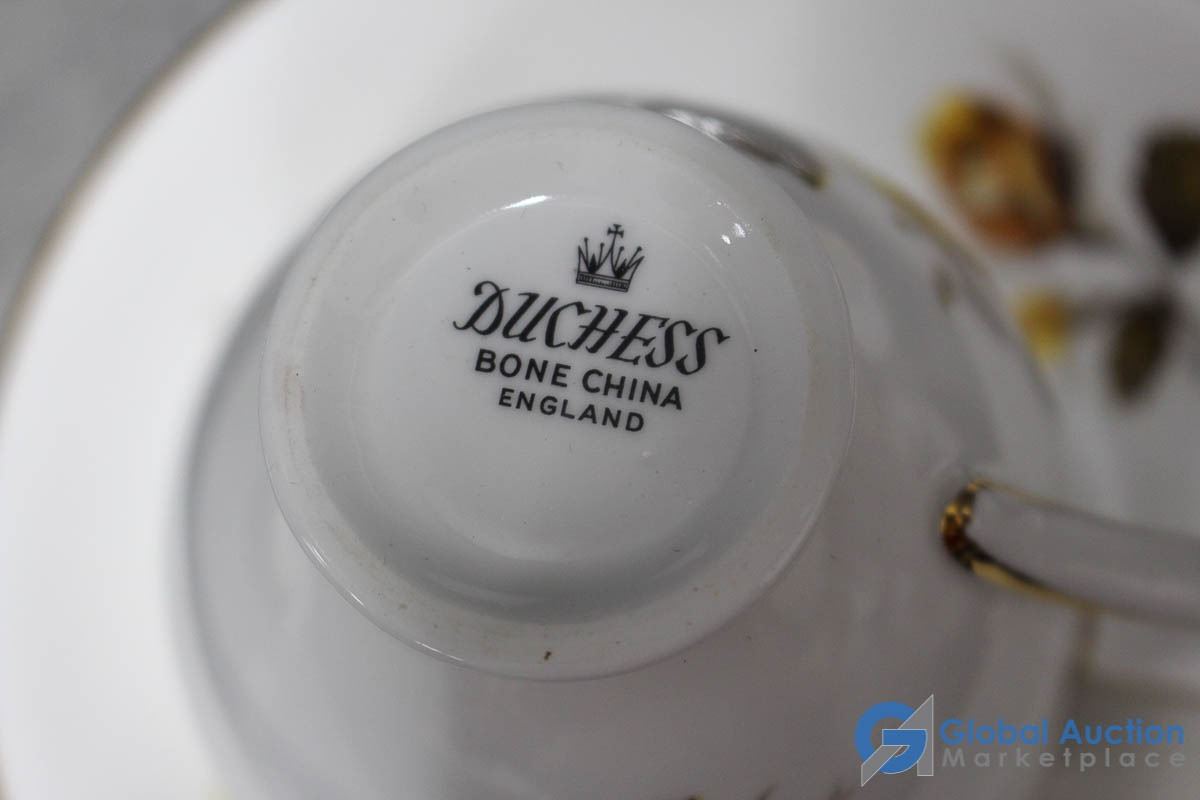 DUCHESS
BONE CHINA
ENGLAND
Global Auction
Marketplace